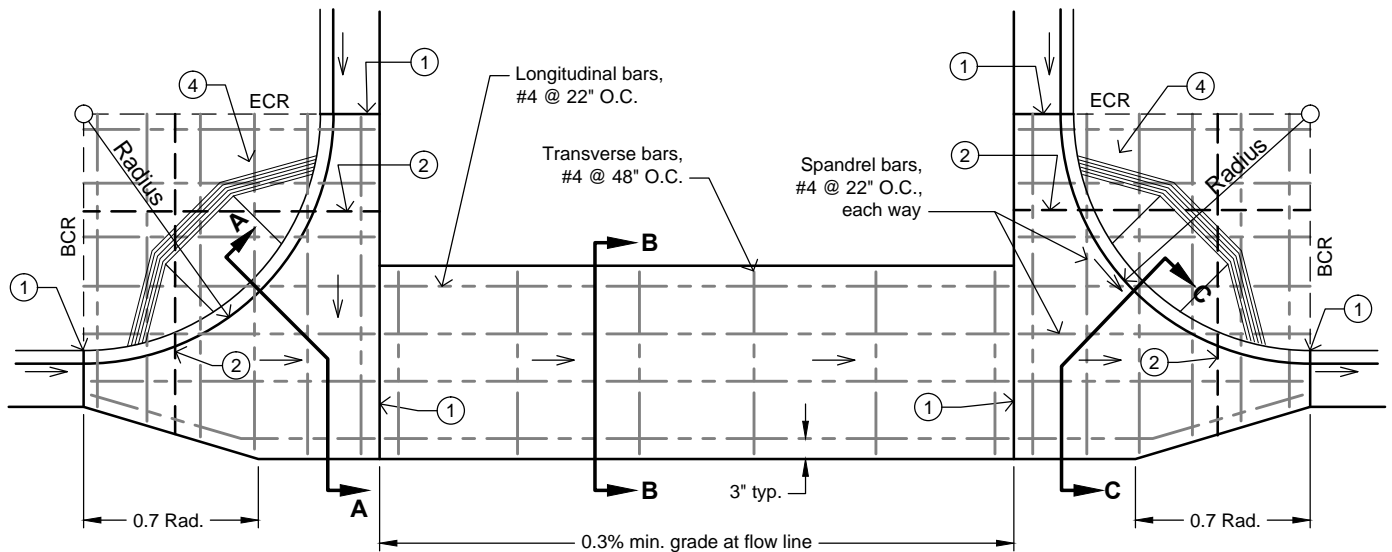 1
Longitudinal bars,
#4 @ 22" O.C.
1
4
ECR
ECR
4
Radius
2
Transverse bars,
#4 @ 48" O.C.
Spandrel bars,
#4 @ 22" O.C.,
each way
2
Radius
BCR
A
B
C
BCR
1
2
1
1
2
1
A
B
3" typ.
C
0.7 Rad.
0.3% min. grade at flow line
0.7 Rad.